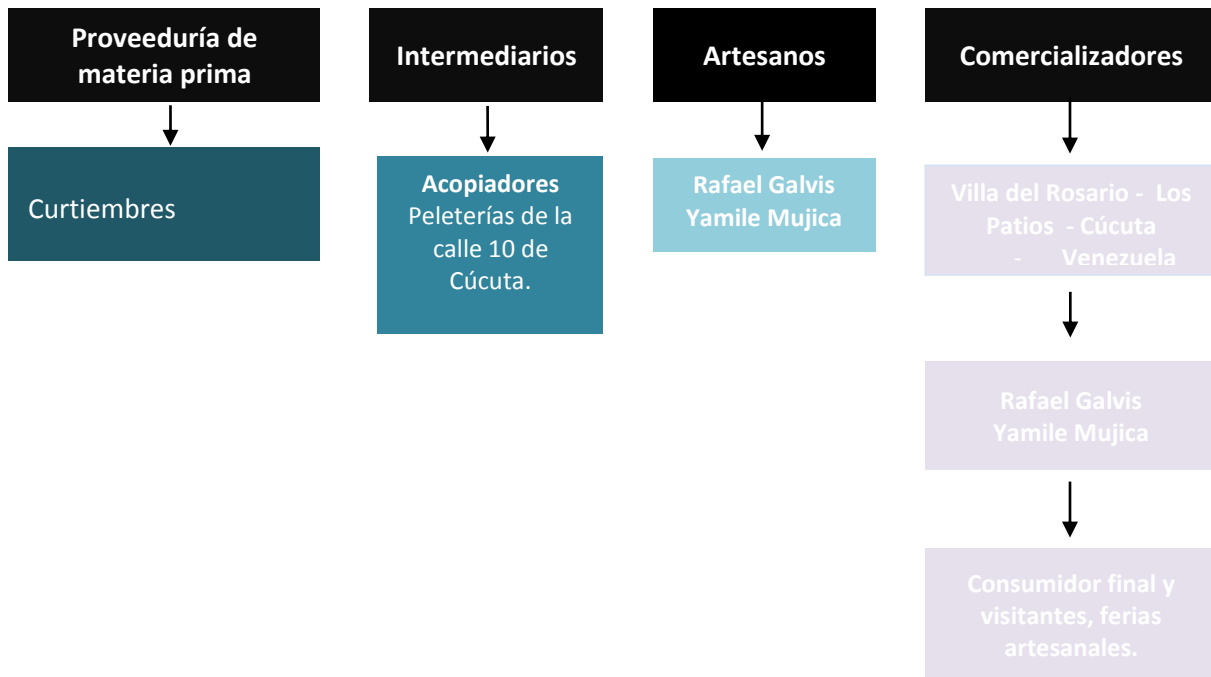 Proveeduría de
materia prima
Intermediarios
Artesanos
Comercializadores
Curtiembres
Acopiadores
Peleterías de la
calle 10 de
Cúcuta.
Rafael Galvis
Yamile Mujica
Villa del Rosario - Los
Patios - Cúcuta
- Venezuela
Rafael Galvis
Yamile Mujica
Consumidor final y
visitantes, ferias
artesanales.